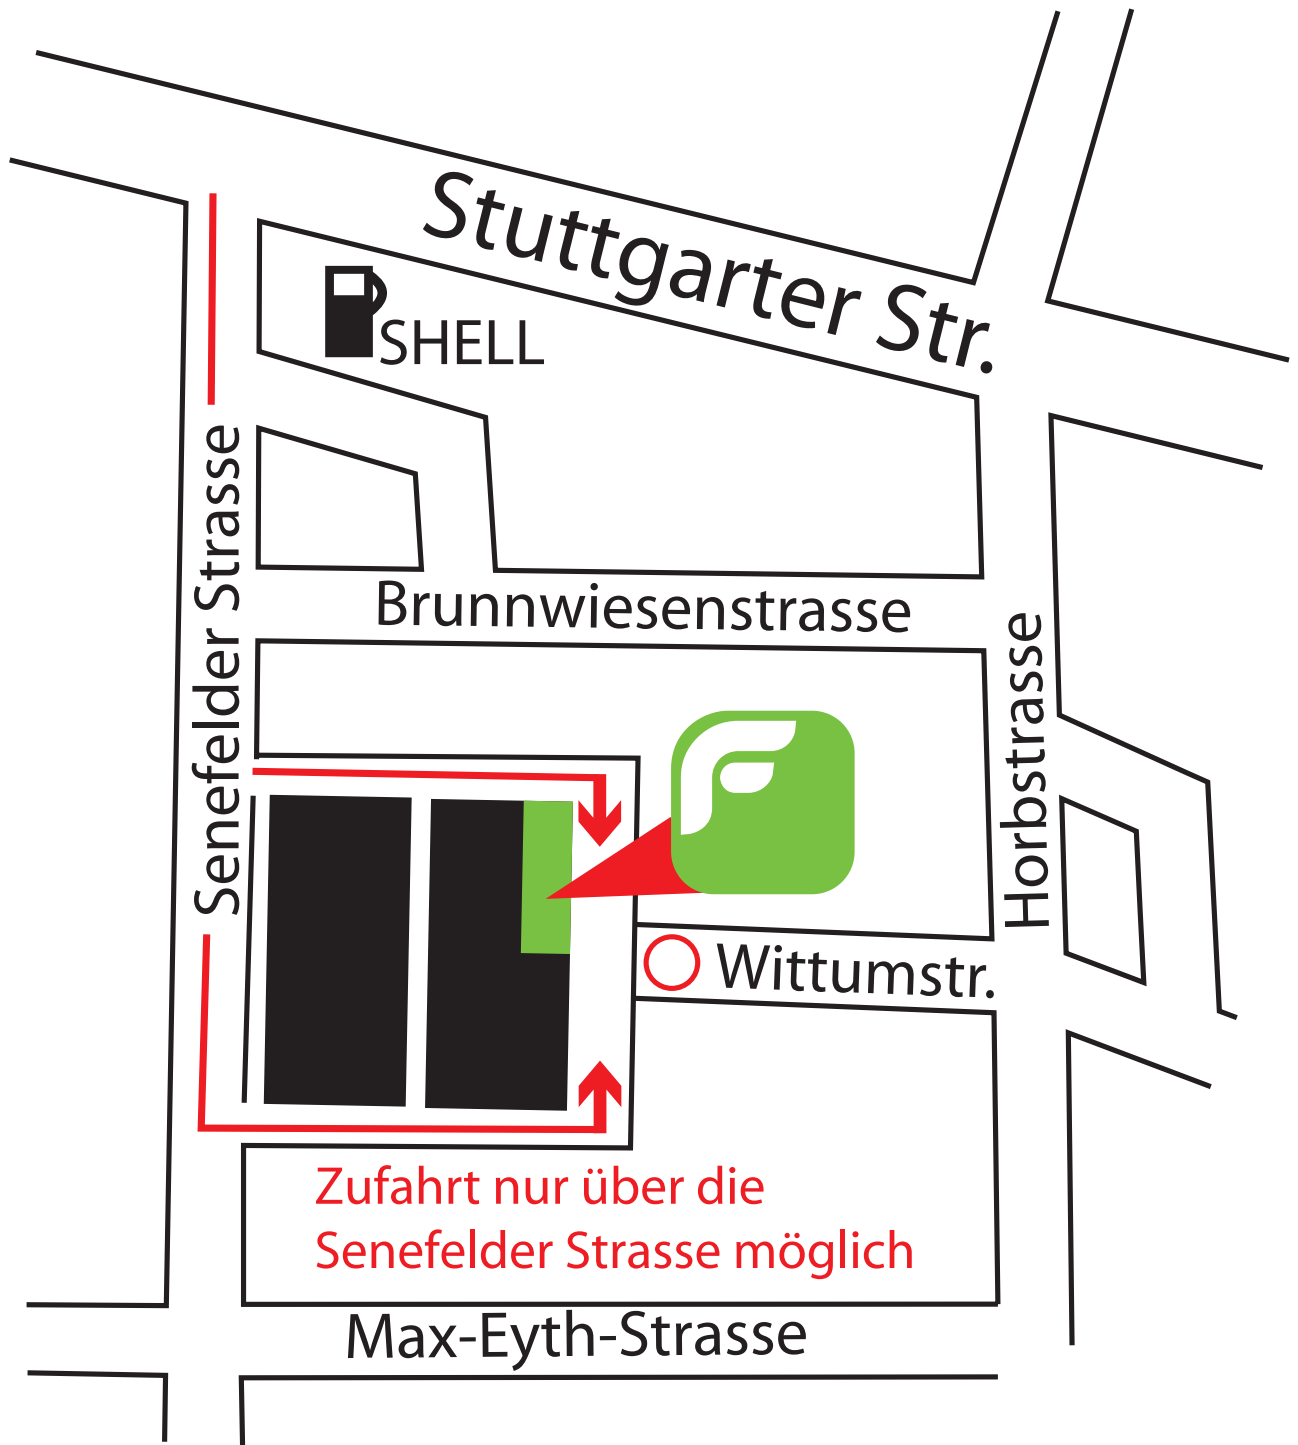 Stuttgarter Str.
SHELL
Senefelder Strasse
Brunnwiesenstrasse
Horbstrasse
Wittumstr.
Zufahrt nur über die
Senefelder Strasse möglich
Max-Eyth-Strasse